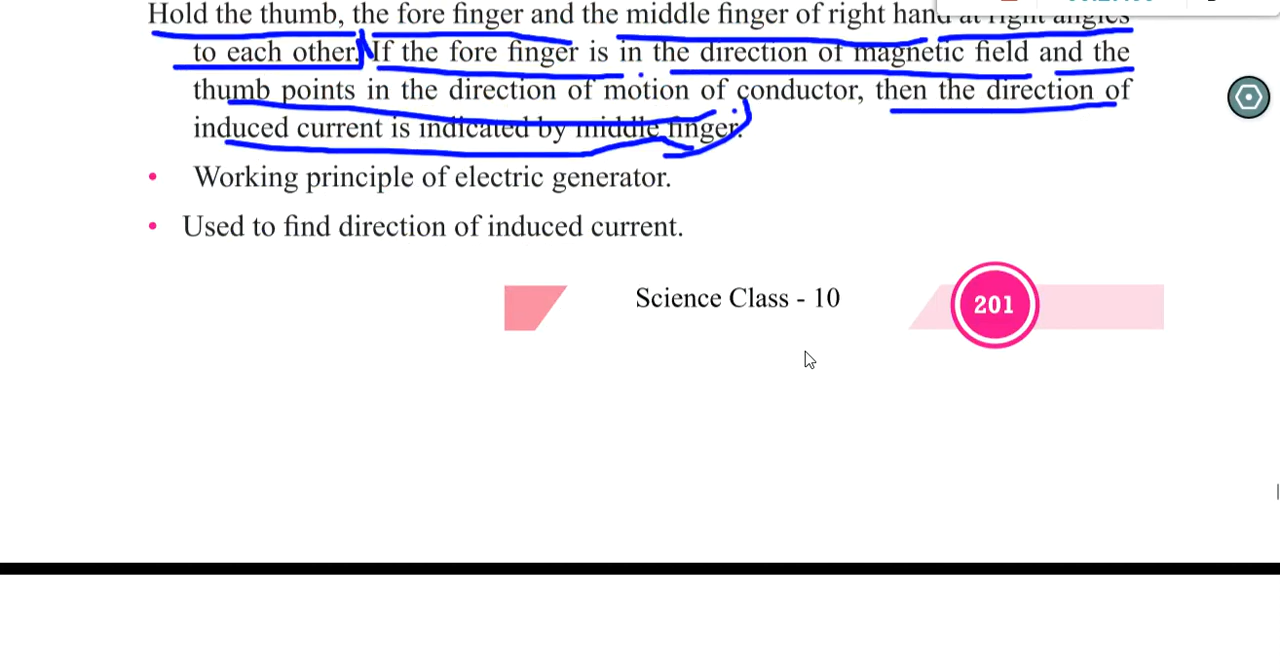 Hold the thumb, the fore finger and the middle finger of right hand at right angles
to each other. If the fore finger is in the direction of magnetic field and the
thumb points in the direction of motion of conductor, then the direction of
induced current is indicated by middle finger.
• Working principle of electric generator.
• Used to find direction of induced current.
Science Class - 10
201